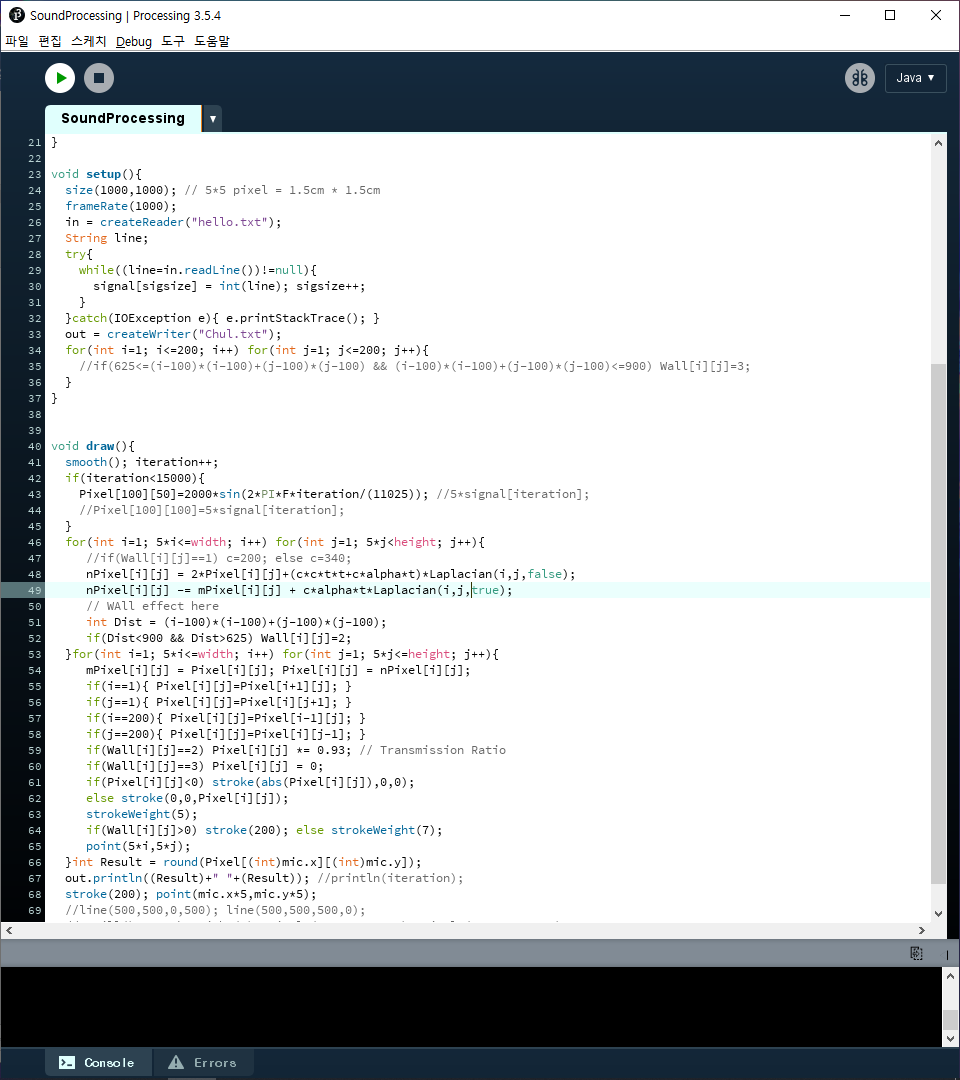 SoundProcessing | Processing 3.5.4
파일 편집 스케치 Debug 도구 도움말
Java ▼
SoundProcessing ▼
21 }
22
23 void setup(){
24   size(1000,1000); // 5*5 pixel = 1.5cm * 1.5cm
25   frameRate(1000);
26   in = createReader("hello.txt");
27   String line;
28   try{
29     while((line=in.readLine())!=null){
30       signal[sigsize] = int(line); sigsize++;
31     }
32   }catch(IOException e){ e.printStackTrace(); }
33   out = createWriter("Chul.txt");
34   for(int i=1; i<=200; i++) for(int j=1; j<=200; j++){
35     //if(625<=(i-100)*(i-100)+(j-100)*(j-100) && (i-100)*(i-100)+(j-100)*(j-100)<=900) Wall[i][j]=3;
36   }
37 }
38
39
40 void draw(){
41   smooth(); iteration++;
42   if(iteration<15000){
43     Pixel[100][50]=2000*sin(2*PI*F*iteration/(11025)); //5*signal[iteration];
44     //Pixel[100][100]=5*signal[iteration];
45   }
46   for(int i=1; 5*i<=width; i++) for(int j=1; 5*j<height; j++){
47      //if(Wall[i][j]==1) c=200; else c=340;
48      nPixel[i][j] = 2*Pixel[i][j]+(c*c*t*t+c*alpha*t)*Laplacian(i,j,false);
49      nPixel[i][j] -= mPixel[i][j] + c*alpha*t*Laplacian(i,j,true);
50      // WAll effect here
51      int Dist = (i-100)*(i-100)+(j-100)*(j-100);
52      if(Dist<900 && Dist>625) Wall[i][j]=2;
53   }for(int i=1; 5*i<=width; i++) for(int j=1; 5*j<=height; j++){
54      mPixel[i][j] = Pixel[i][j]; Pixel[i][j] = nPixel[i][j];
55      if(i==1){ Pixel[i][j]=Pixel[i+1][j]; }
56      if(j==1){ Pixel[i][j]=Pixel[i][j+1]; }
57      if(i==200){ Pixel[i][j]=Pixel[i-1][j]; }
58      if(j==200){ Pixel[i][j]=Pixel[i][j-1]; }
59      if(Wall[i][j]==2) Pixel[i][j] *= 0.93; // Transmission Ratio
60      if(Wall[i][j]==3) Pixel[i][j] = 0;
61      if(Pixel[i][j]<0) stroke(abs(Pixel[i][j]),0,0);
62      else stroke(0,0,Pixel[i][j]);
63      strokeWeight(5);
64      if(Wall[i][j]>0) stroke(200); else strokeWeight(7);
65      point(5*i,5*j);
66   }int Result = round(Pixel[(int)mic.x][(int)mic.y]);
67   out.println((Result)+" "+(Result)); //println(iteration);
68   stroke(200); point(mic.x*5,mic.y*5);
69   //line(500,500,0,500); line(500,500,500,0);
Console Errors